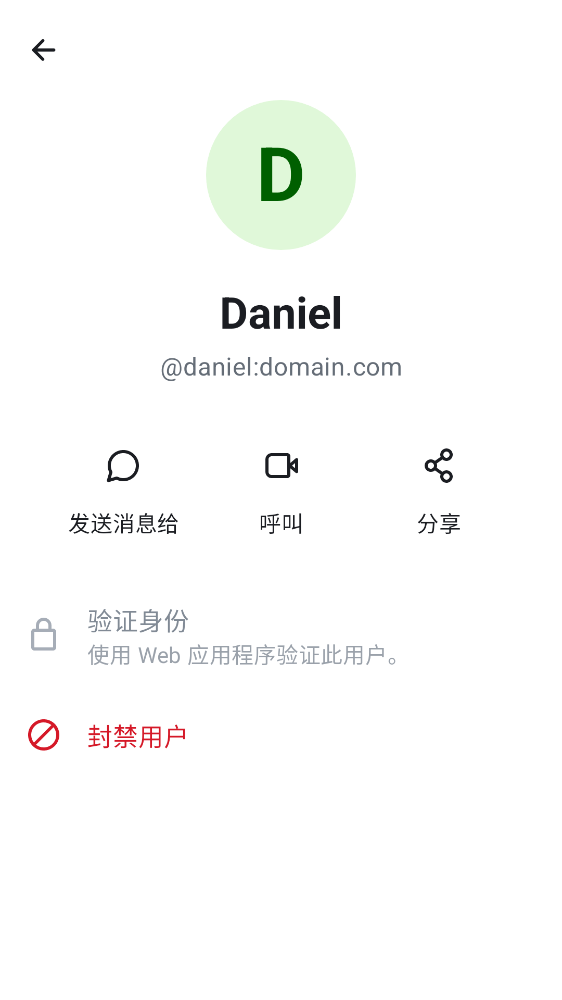 D
Daniel
@daniel:domain.com
发送消息给
呼叫
分享
验证身份
使用 Web 应用程序验证此用户。
封禁用户